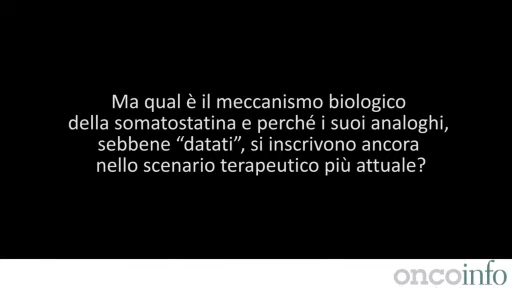 Ma qual è il meccanismo biologico
della somatostatina e perché i suoi analoghi,
sebbene “datati”, si inscrivono ancora
nello scenario terapeutico più attuale?
oncoinfo